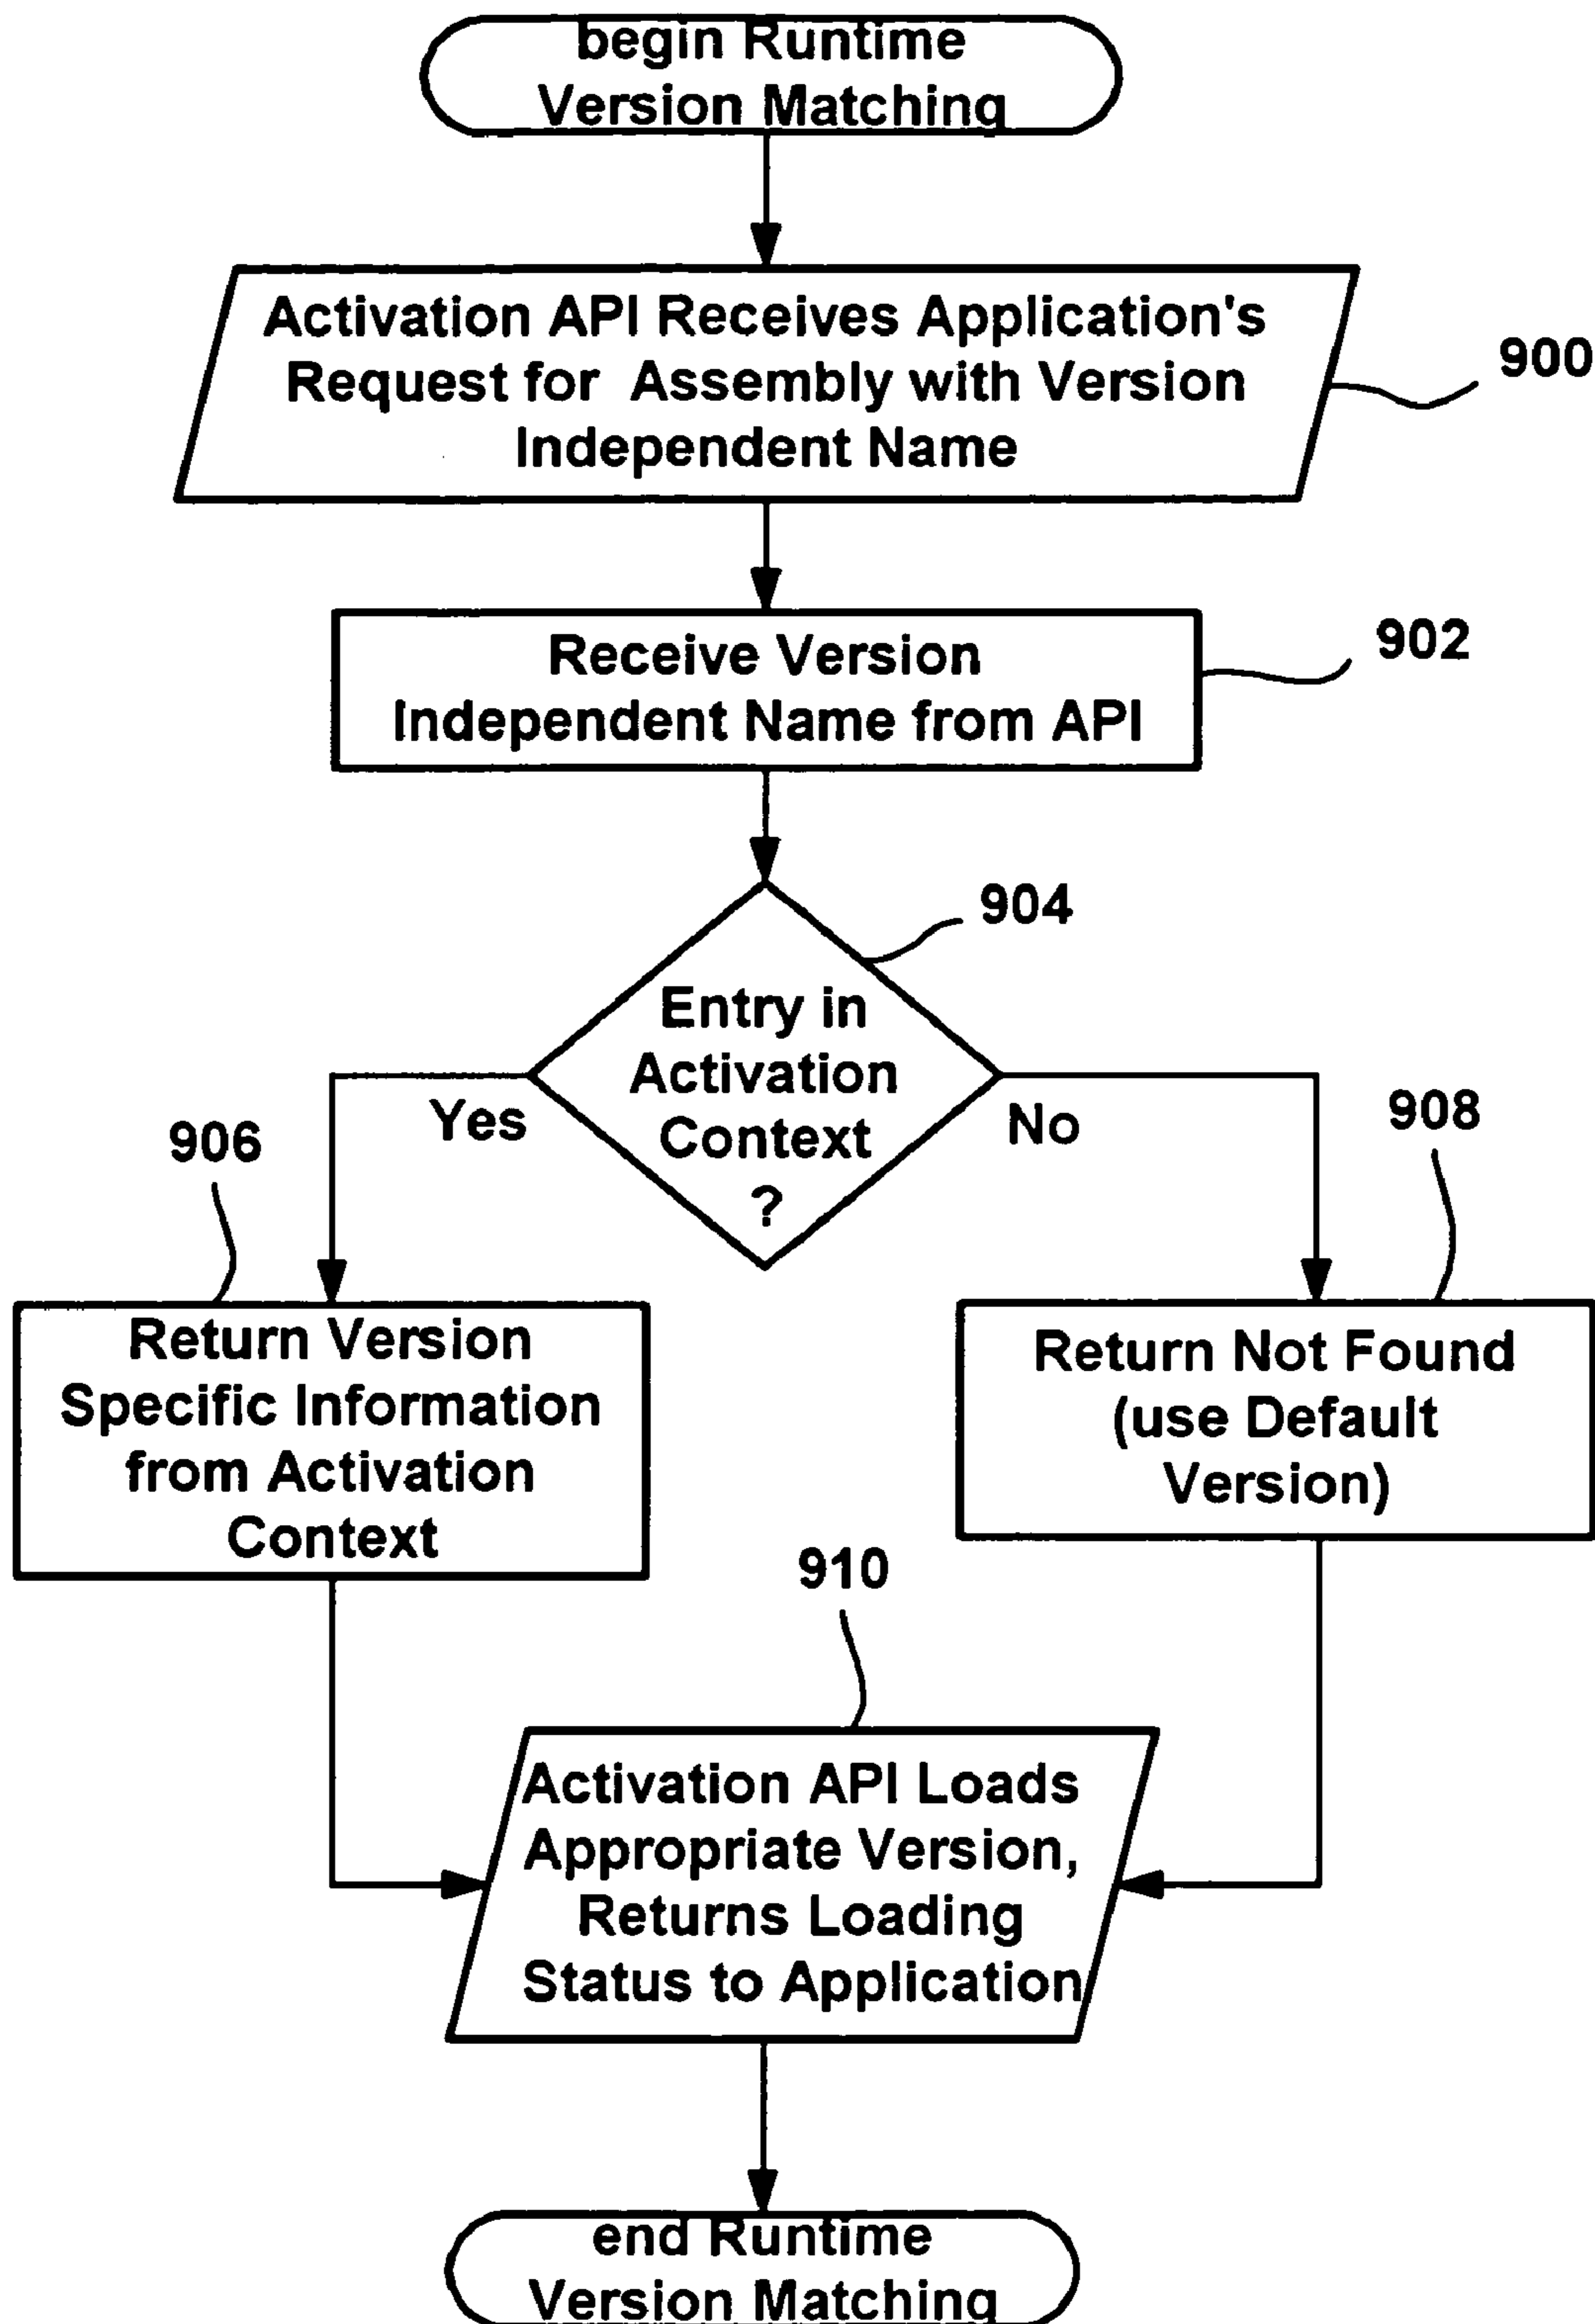 begin Runtime
Version Matching
Activation API Receives Application's
Request for Assembly with Version
Independent Name
900
Receive Version
Independent Name from API
902
904
Entry in
Activation
Context
?
Yes
No
906
908
Return Version
Specific Information
from Activation
Context
Return Not Found
(use Default
Version)
910
Activation API Loads
Appropriate Version,
Returns Loading
Status to Application
end Runtime
Version Matching